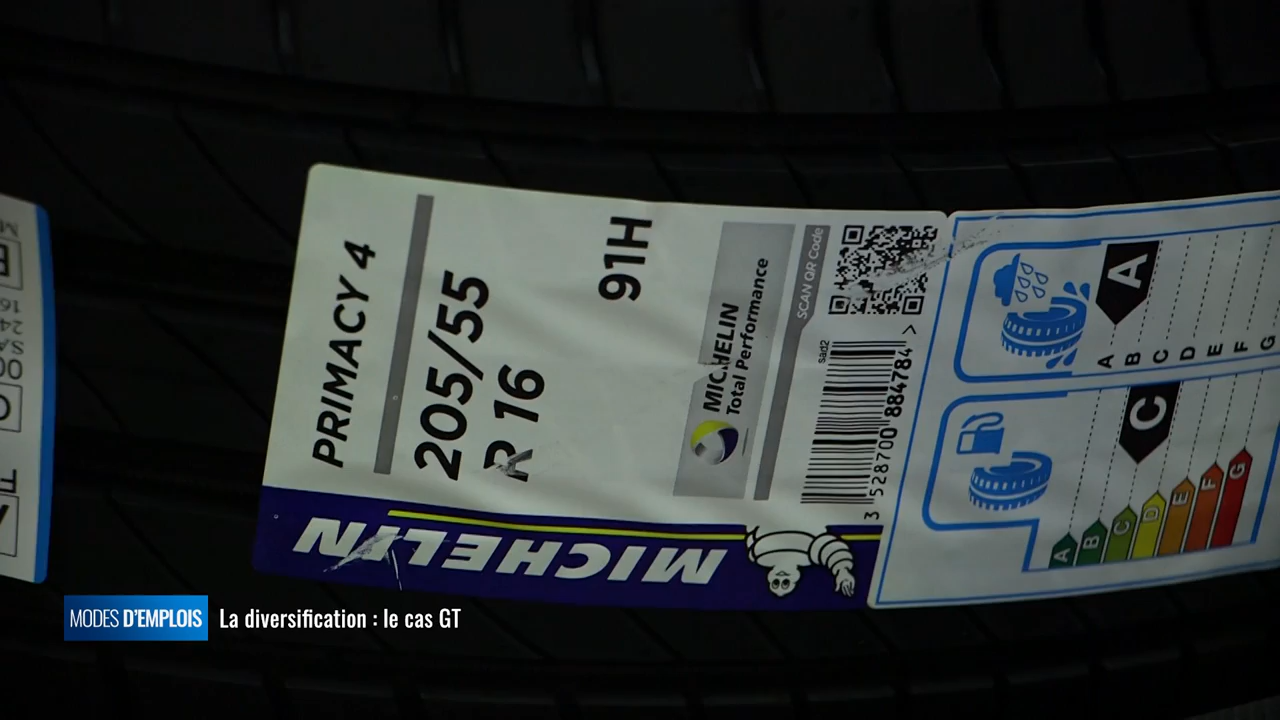 PRIMACY 4
205/55
R 16
91H
MICHELIN
Total Performance
SCAN QR Code
sad2
3 528700 884784 >
MICHELIN
A
A
B
C
D
E
F
G
C
A
B
C
D
E
F
G
MODES D'EMPLOIS
La diversification : le cas GT